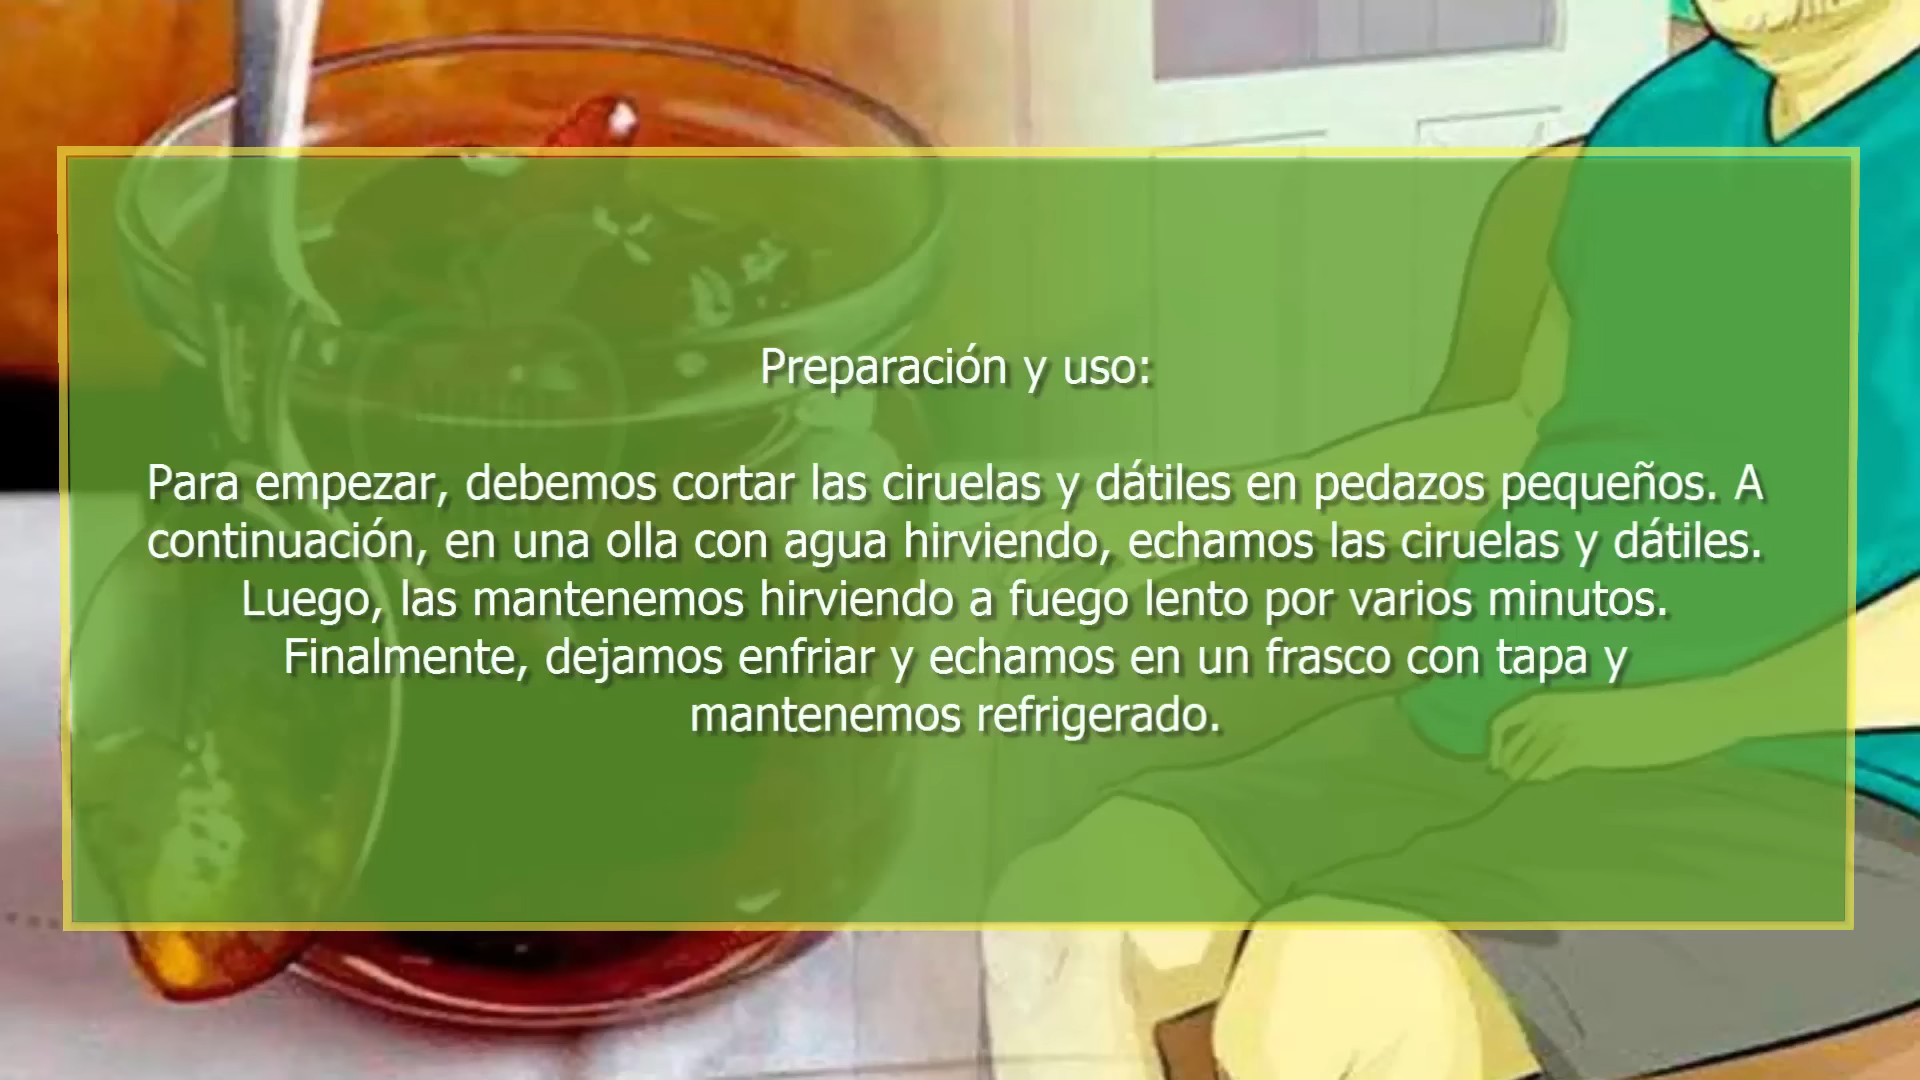 Preparación y uso:
Para empezar, debemos cortar las ciruelas y dátiles en pedazos pequeños. A
continuación, en una olla con agua hirviendo, echamos las ciruelas y dátiles.
Luego, las mantenemos hirviendo a fuego lento por varios minutos.
Finalmente, dejamos enfriar y echamos en un frasco con tapa y
mantenemos refrigerado.